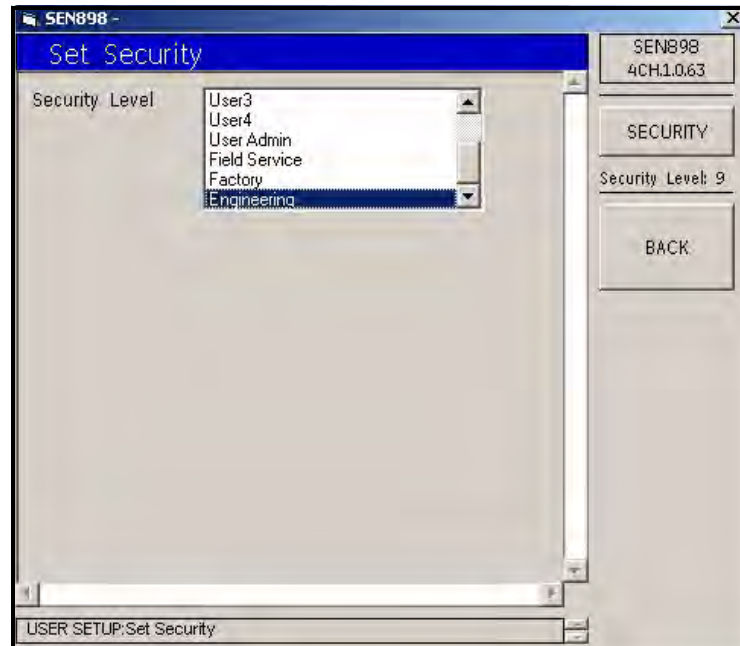 SEN898 -
Set Security
Security Level
User3
User4
User Admin
Field Service
Factory
Engineering
SEN898
4CH.1.0.63
SECURITY
Security Level: 9
BACK
USER SETUP:Set Security